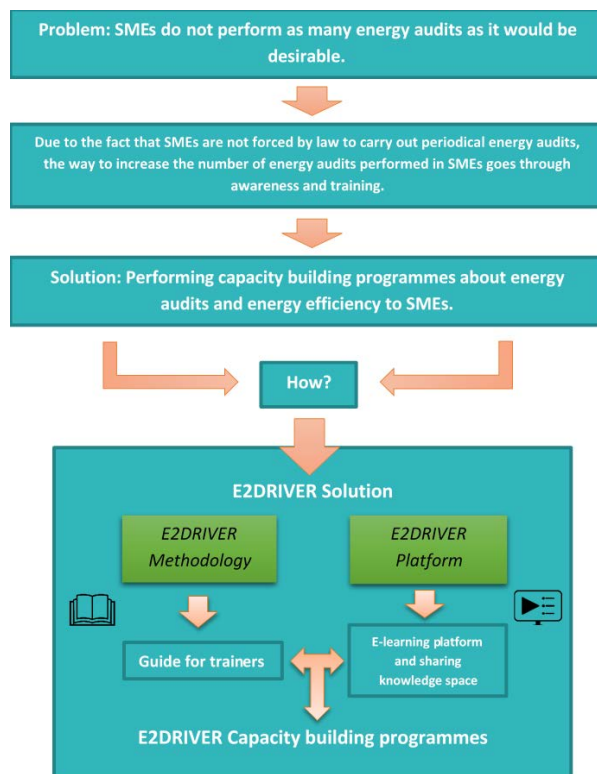 Problem: SMEs do not perform as many energy audits as it would be
desirable.
Due to the fact that SMEs are not forced by law to carry out periodical energy audits,
the way to increase the number of energy audits performed in SMEs goes through
awareness and training.
Solution: Performing capacity building programmes about energy
audits and energy efficiency to SMEs.
How?
E2DRIVER Solution
E2DRIVER
Methodology
E2DRIVER
Platform
Guide for trainers
E-learning platform
and sharing
knowledge space
E2DRIVER Capacity building programmes